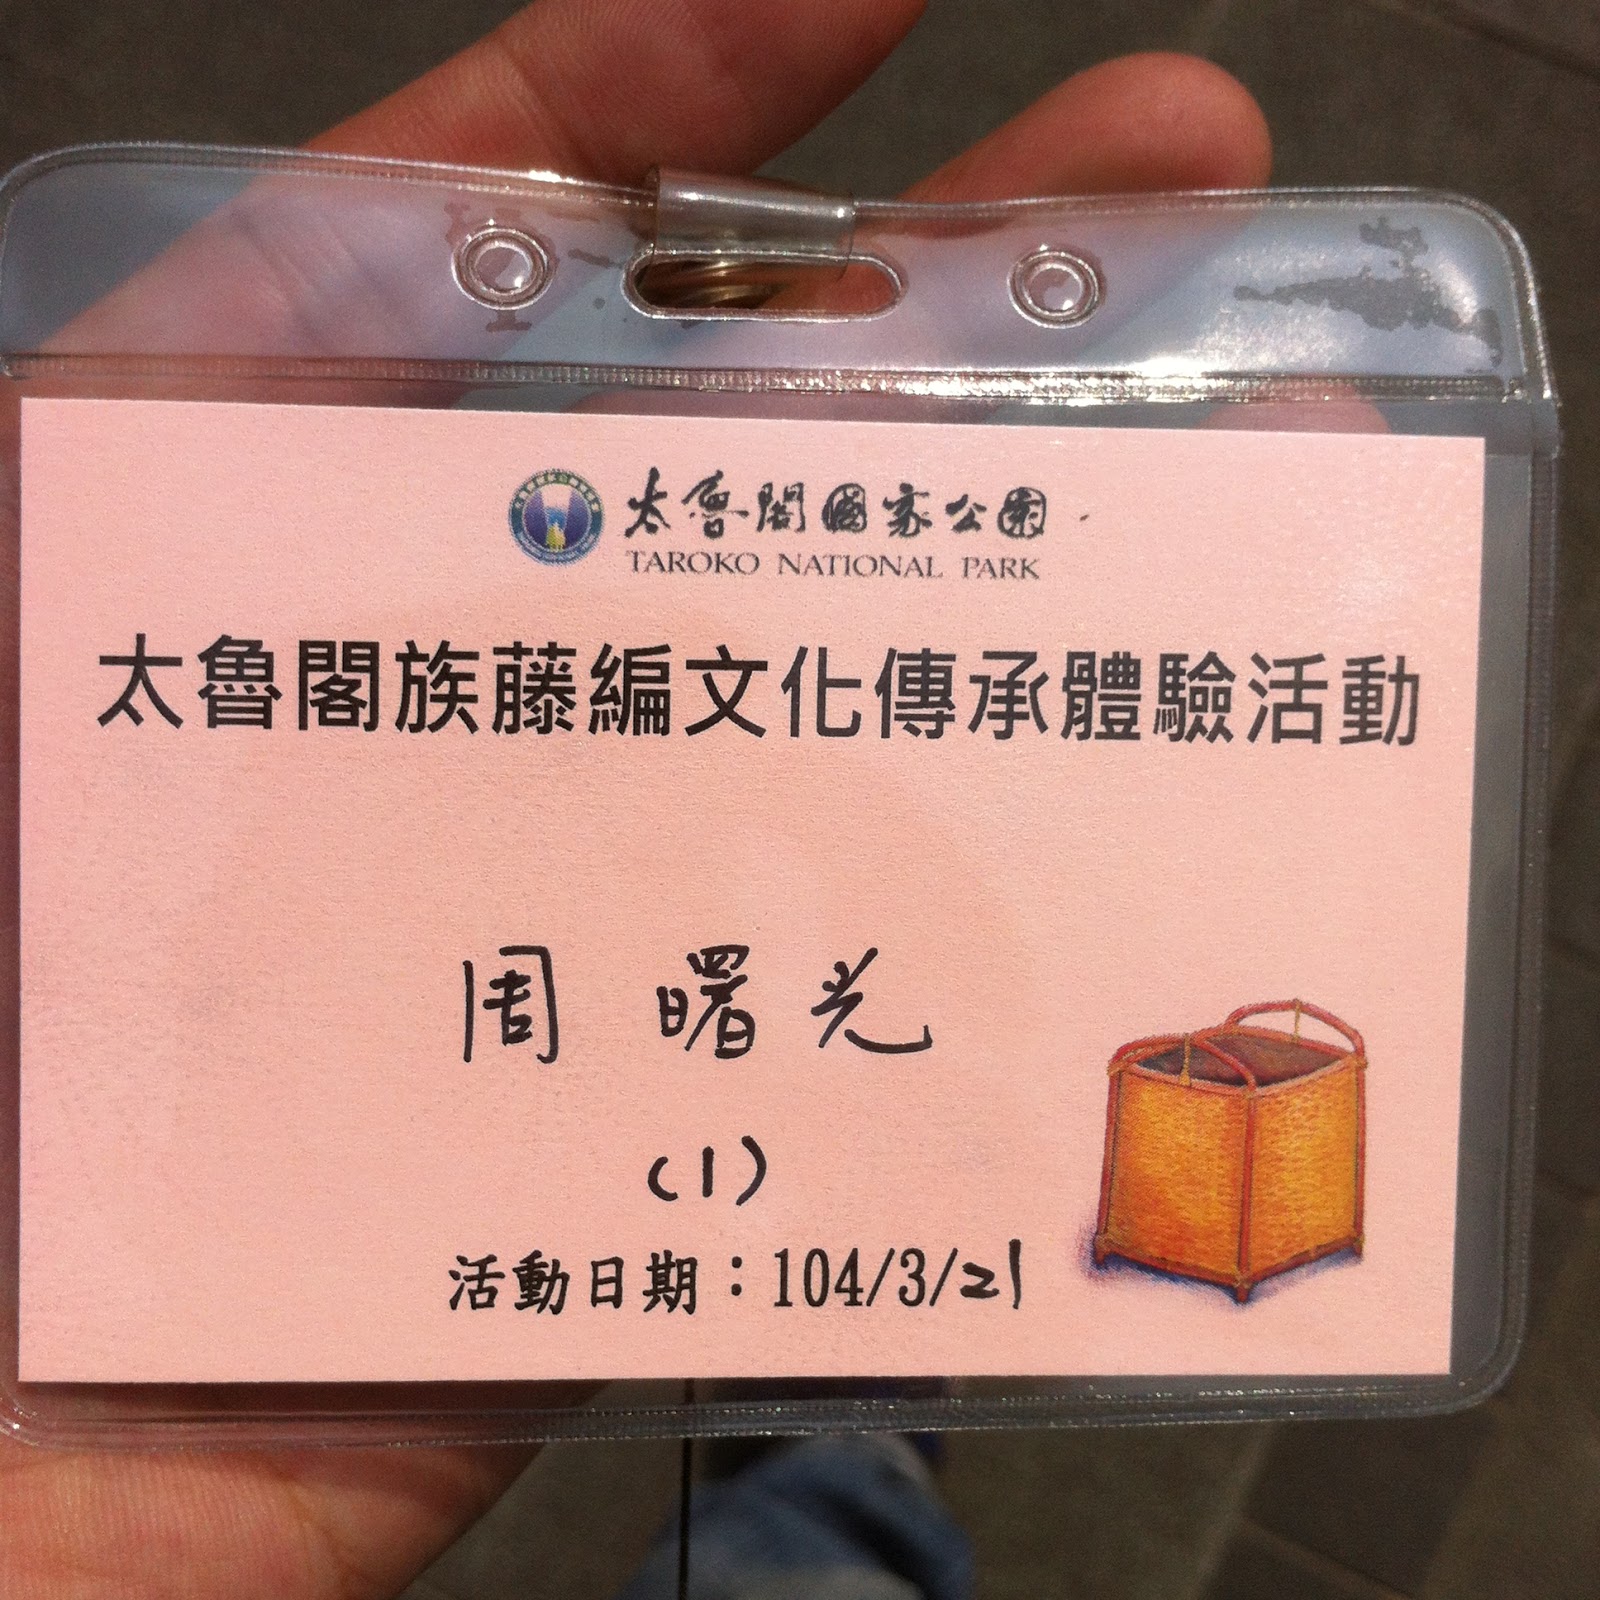 太魯閣國家公園
TAROKO NATIONAL PARK
太魯閣族藤編文化傳承體驗活動
周曙光
(1)
活動日期：104/3/21